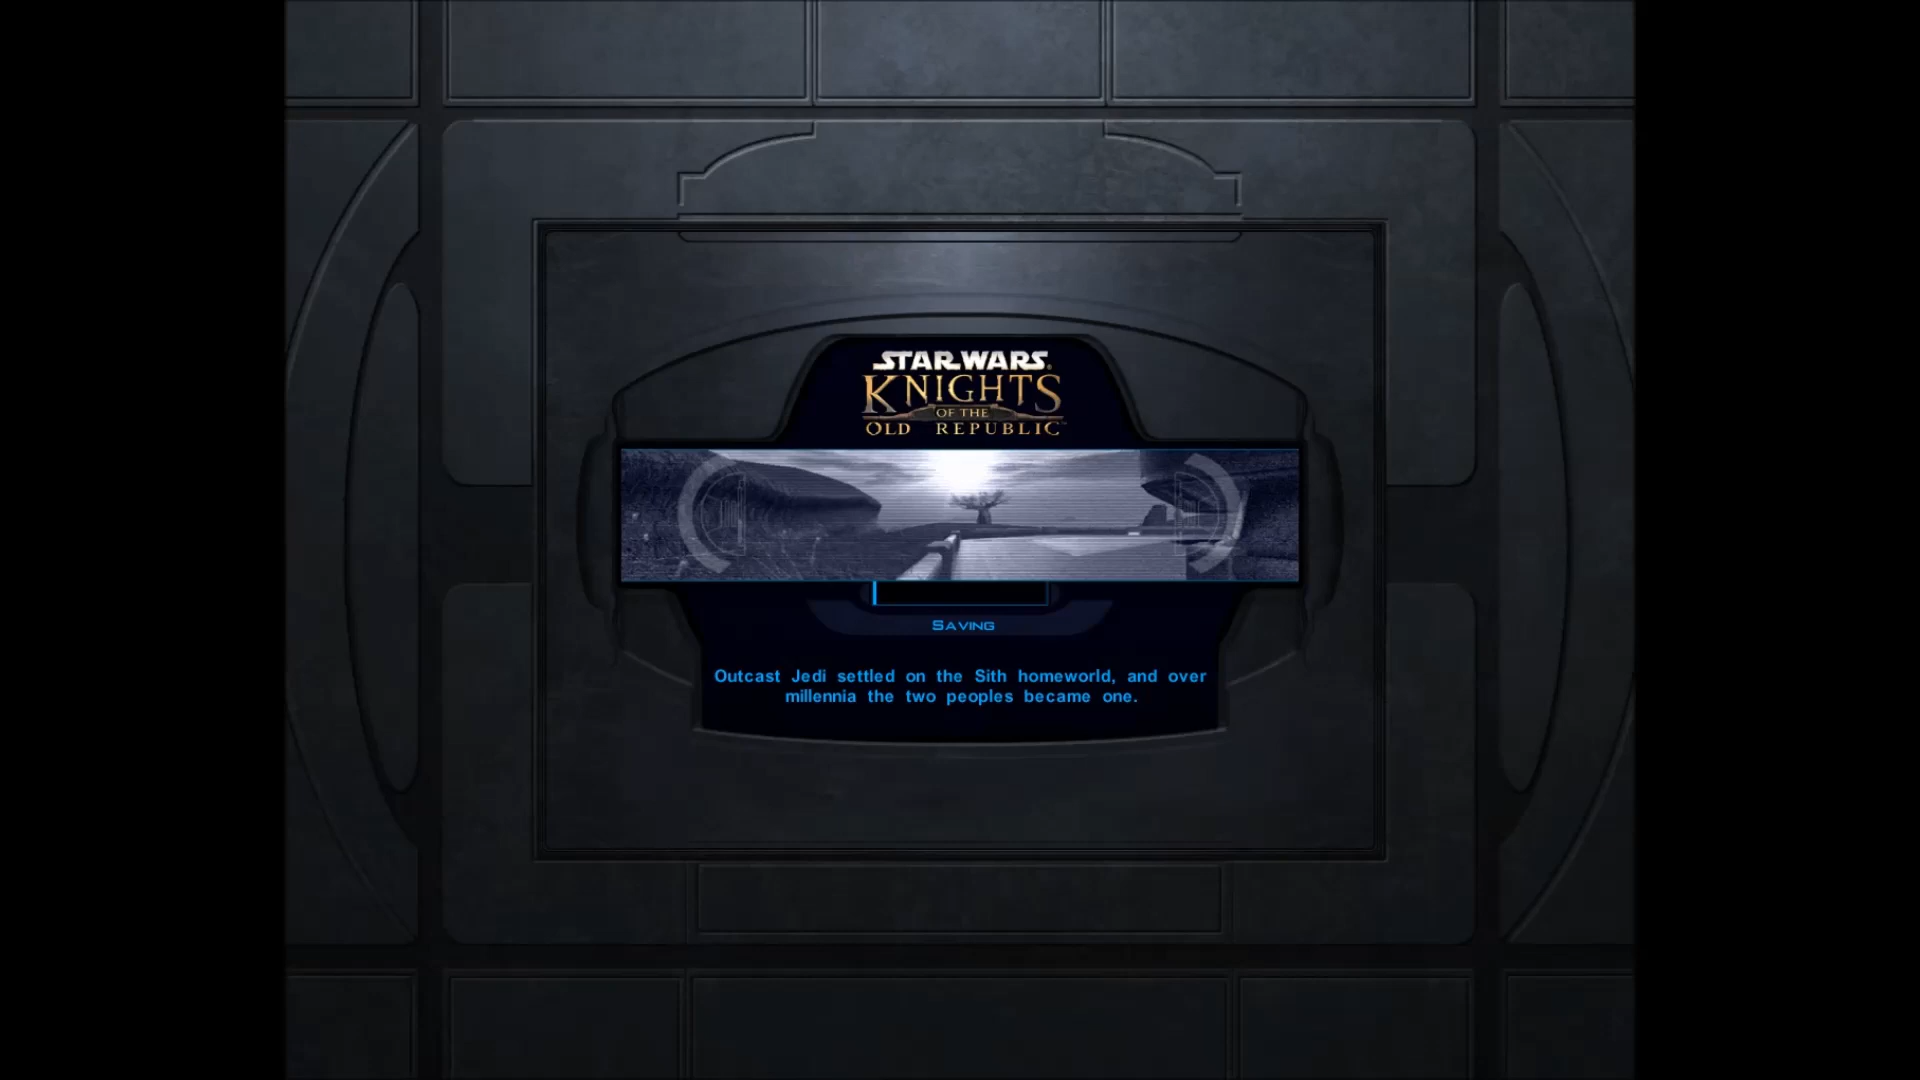 STAR WARS
KNIGHTS
OF THE
OLD REPUBLIC™
SAVING
Outcast Jedi settled on the Sith homeworld, and over
millennia the two peoples became one.